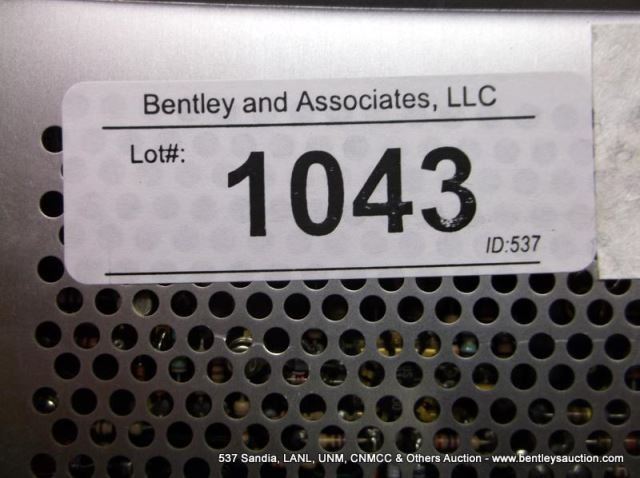 Bentley and Associates, LLC
Lot#:
1043
ID:537
537 Sandia, LANL, UNM, CNMCC & Others Auction - www.bentleysauction.com